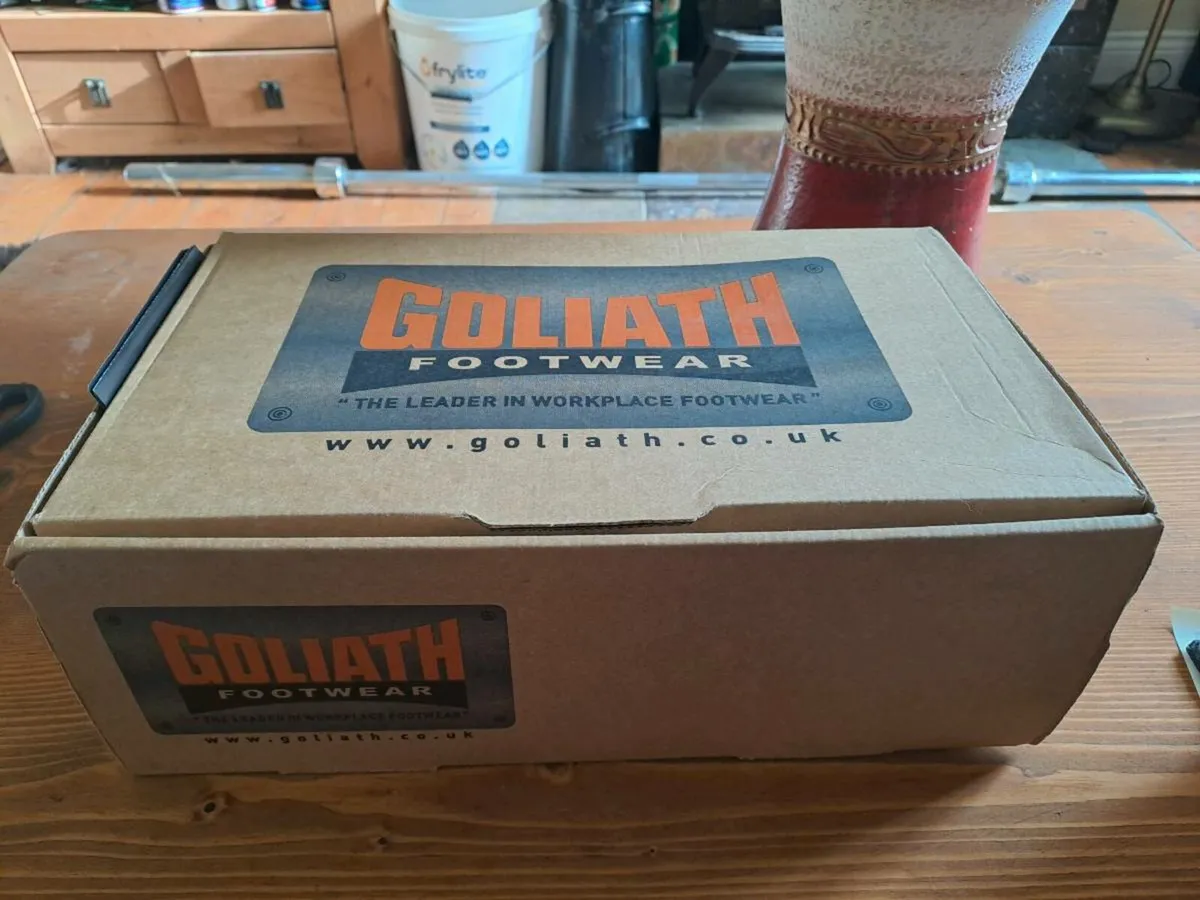 frylite
GOLIATH
FOOTWEAR
"THE LEADER IN WORKPLACE FOOTWEAR"
www.goliath.co.uk
GOLIATH
FOOTWEAR
"THE LEADER IN WORKPLACE FOOTWEAR"
www.goliath.co.uk